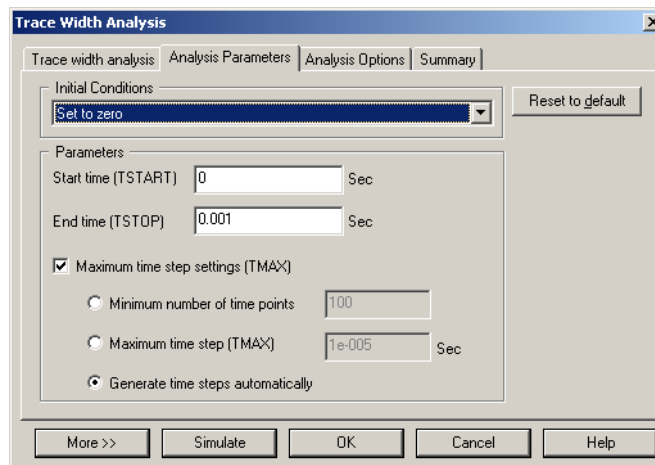 Trace Width Analysis
Trace width analysis Analysis Parameters Analysis Options Summary
Initial Conditions
Set to zero
Reset to default
Parameters
Start time (TSTART) 0 Sec
End time (TSTOP) 0.001 Sec
Maximum time step settings (TMAX)
Minimum number of time points 100
Maximum time step (TMAX) 1e-005 Sec
Generate time steps automatically
More >> Simulate OK Cancel Help